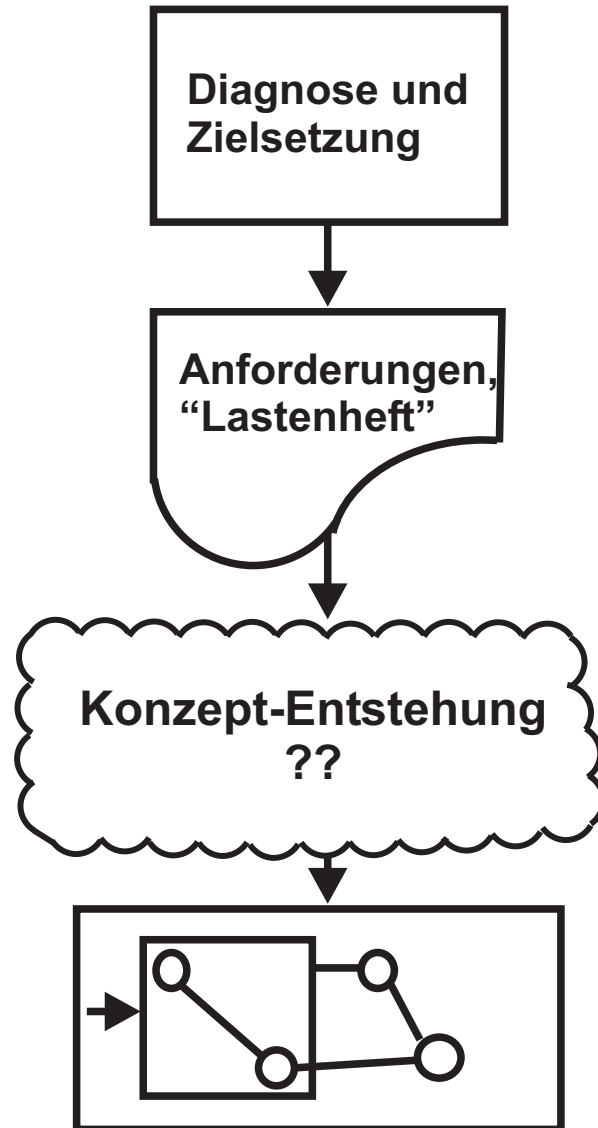 Diagnose und
Zielsetzung
Anforderungen,
“Lastenheft”
Konzept-Entstehung
??